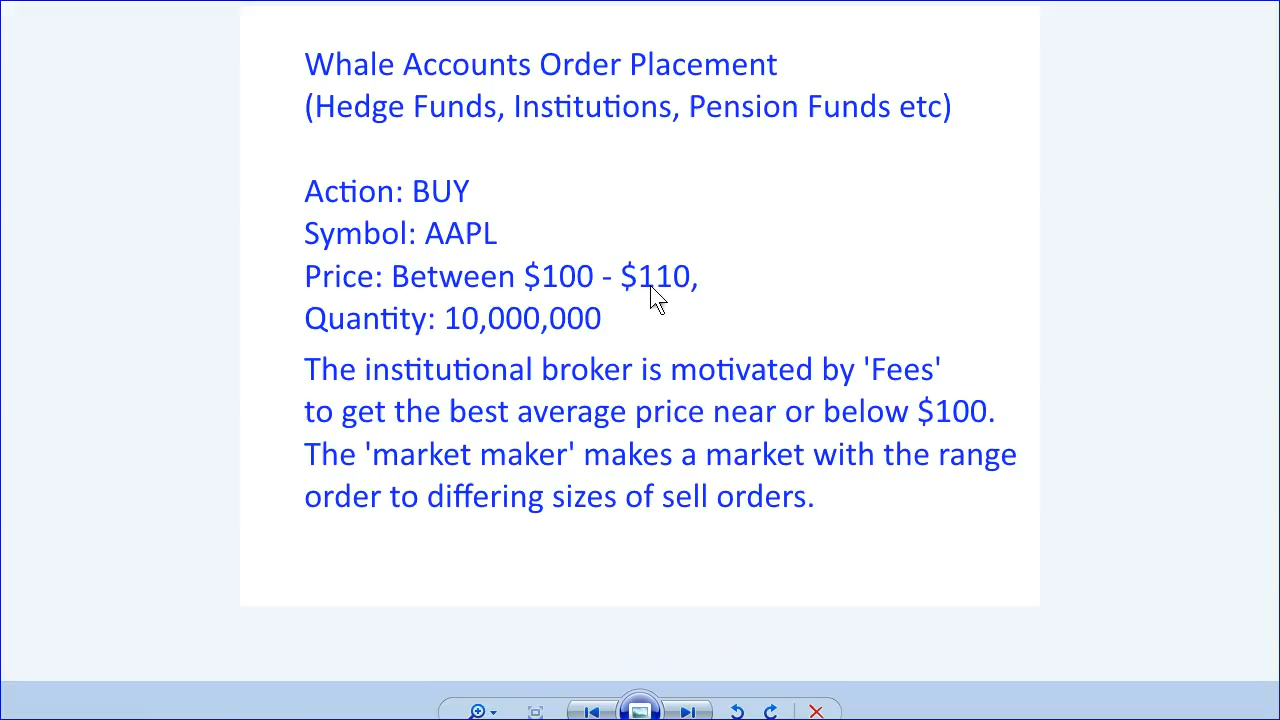 Whale Accounts Order Placement
(Hedge Funds, Institutions, Pension Funds etc)
Action: BUY
Symbol: AAPL
Price: Between $100 - $110,
Quantity: 10,000,000
The institutional broker is motivated by 'Fees'
to get the best average price near or below $100.
The 'market maker' makes a market with the range
order to differing sizes of sell orders.